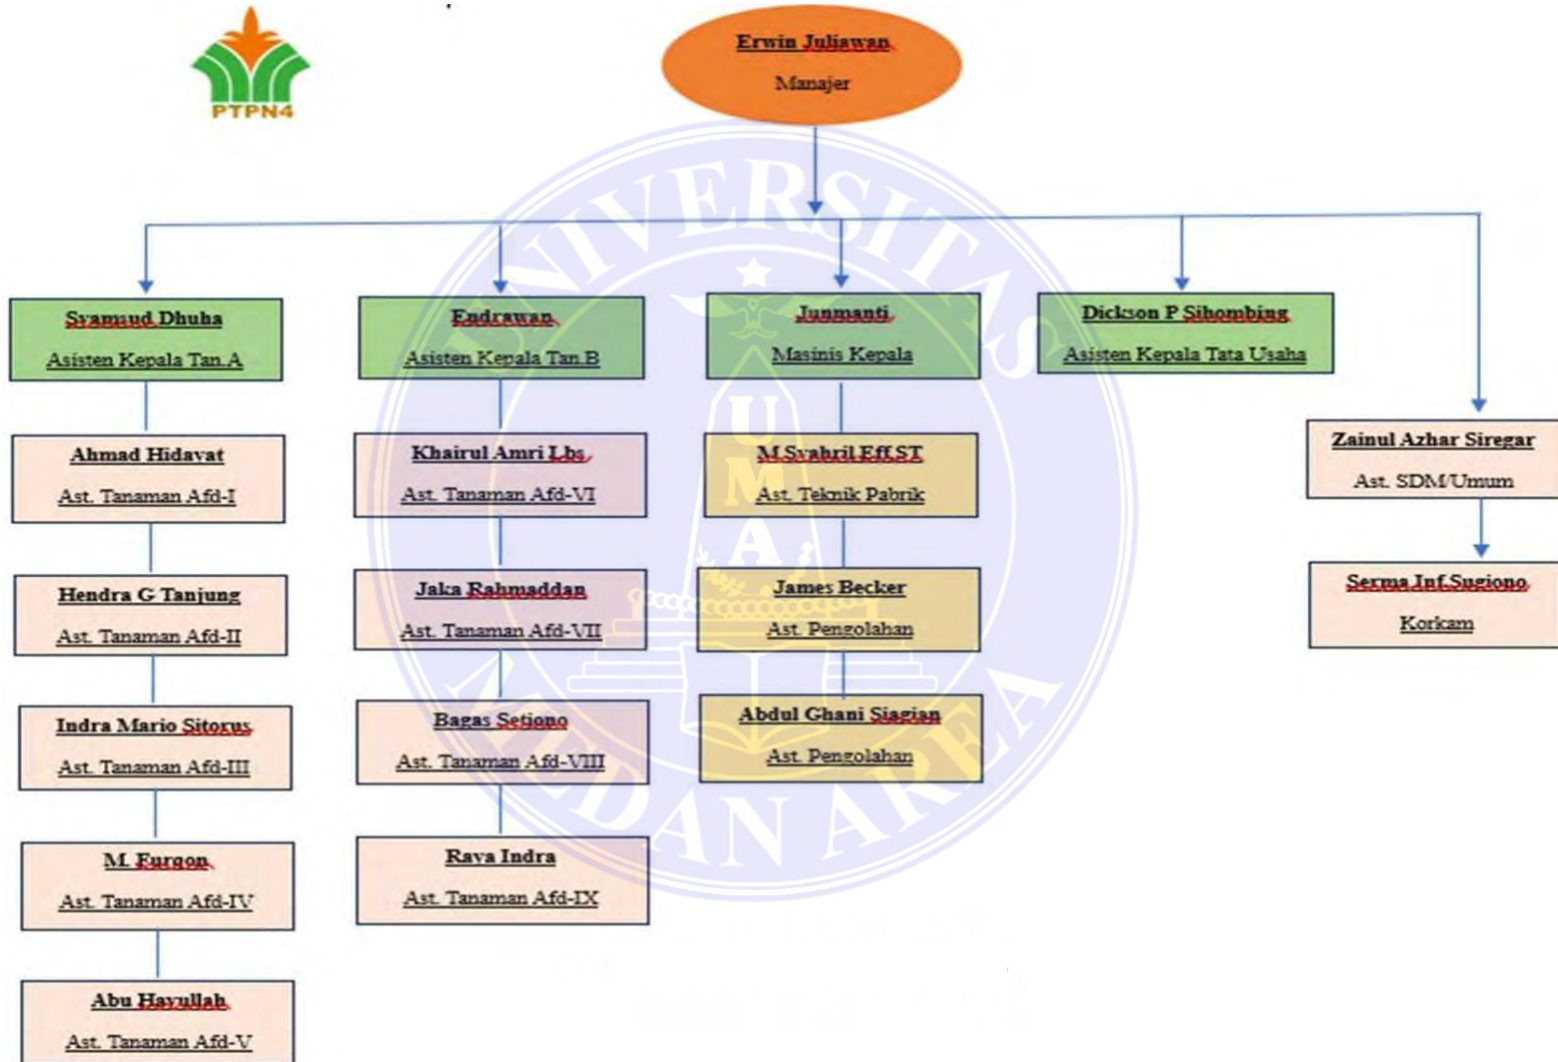 PTPN4
Erwin Juliawan
Manajer
UNIVERSITAS
MEDAN AREA
UMA
Syamsud Dhuha
Asisten Kepala Tan.A
Endrawan
Asisten Kepala Tan.B
Junmanti
Masinis Kepala
Dickson P Sihombing
Asisten Kepala Tata Usaha
Ahmad Hidayat
Ast. Tanaman Afd-I
Hendra G Tanjung
Ast. Tanaman Afd-II
Indra Mario Sitorus
Ast. Tanaman Afd-III
M. Furqon
Ast. Tanaman Afd-IV
Abu Hayullah
Ast. Tanaman Afd-V
Khairul Amri Lbs
Ast. Tanaman Afd-VI
Jaka Rahmaddan
Ast. Tanaman Afd-VII
Bagas Setiono
Ast. Tanaman Afd-VIII
Raya Indra
Ast. Tanaman Afd-IX
M.Syahril Eff.ST
Ast. Teknik Pabrik
James Becker
Ast. Pengolahan
Abdul Ghani Siagian
Ast. Pengolahan
Zainul Azhar Siregar
Ast. SDM/Umum
Serma.Inf.Sugiono
Korkam